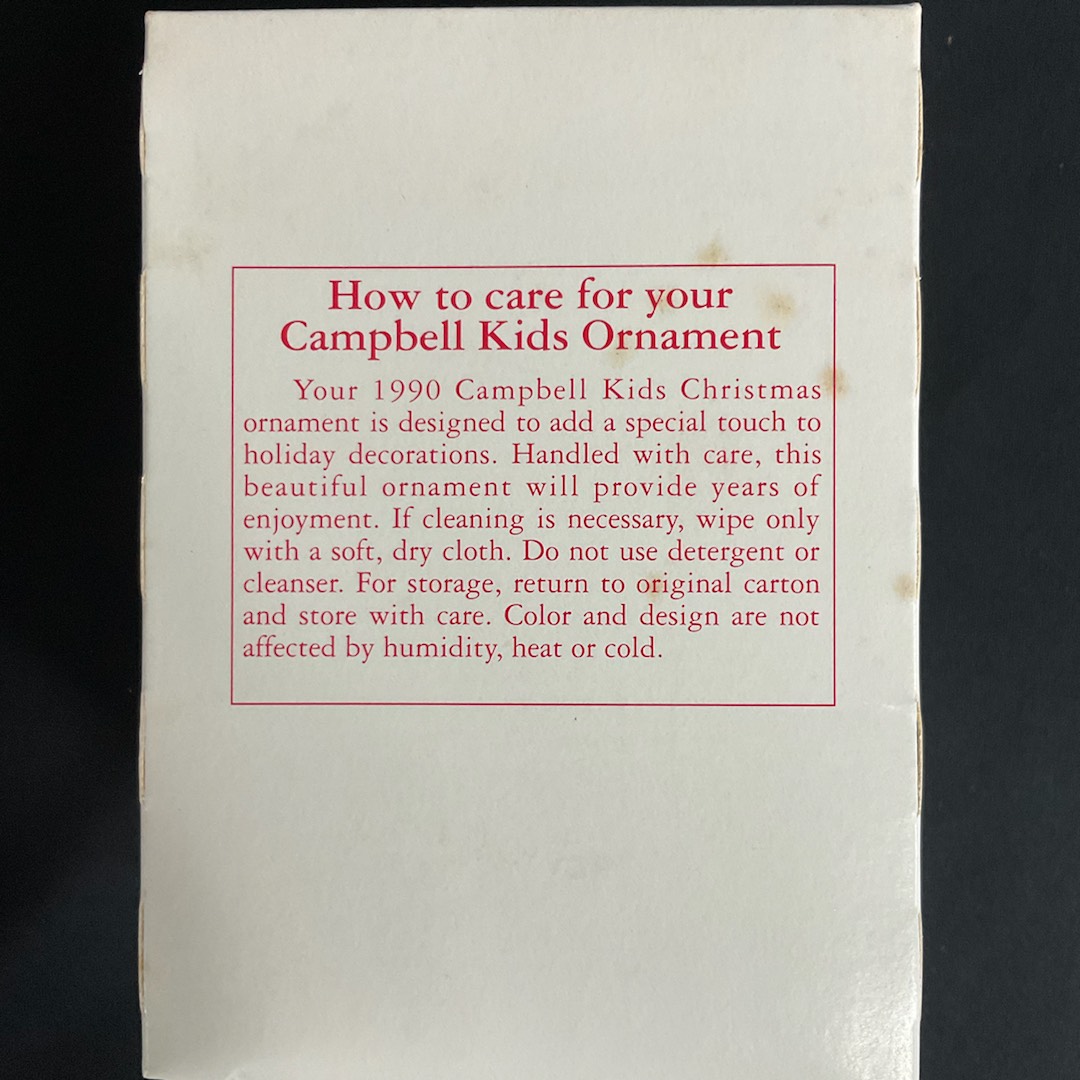 How to care for your
Campbell Kids Ornament
Your 1990 Campbell Kids Christmas
ornament is designed to add a special touch to
holiday decorations. Handled with care, this
beautiful ornament will provide years of
enjoyment. If cleaning is necessary, wipe only
with a soft, dry cloth. Do not use detergent or
cleanser. For storage, return to original carton
and store with care. Color and design are not
affected by humidity, heat or cold.